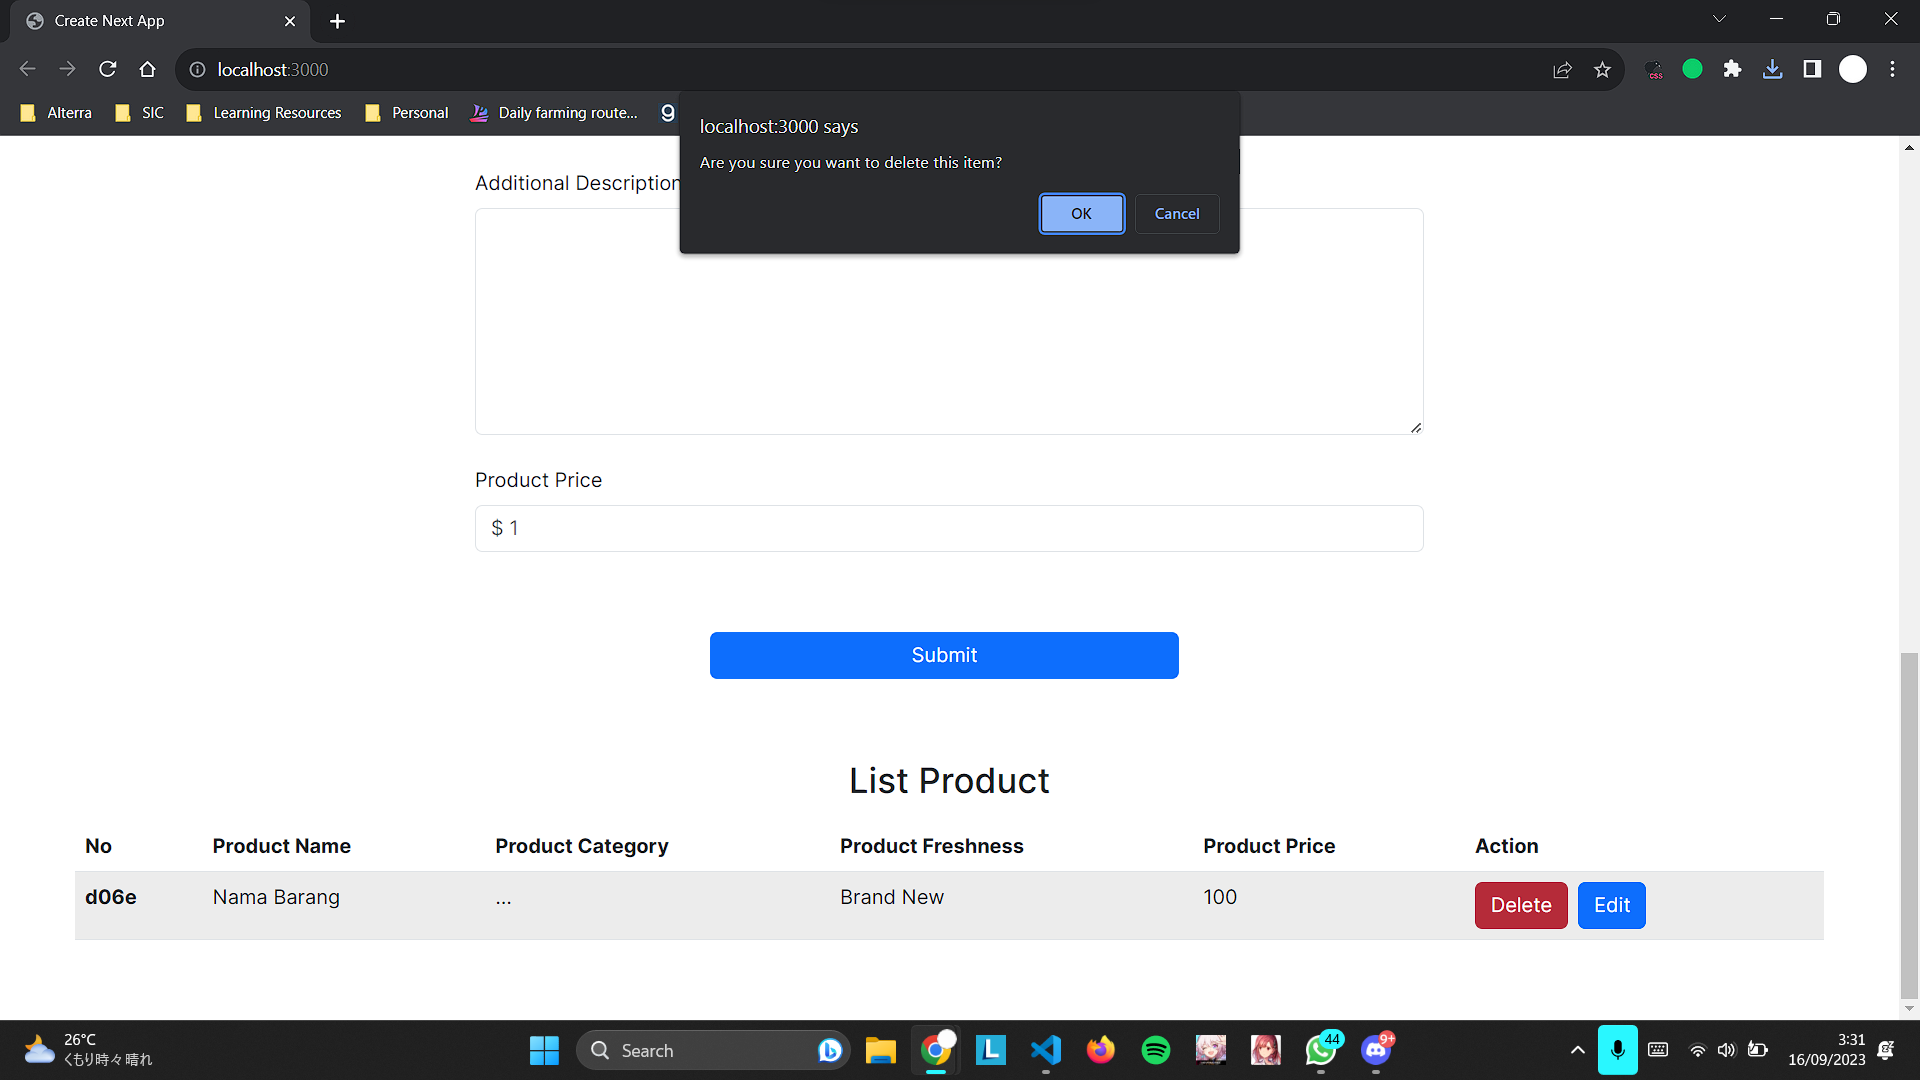 Create Next App
localhost:3000
Alterra SIC Learning Resources Personal Daily farming route...
localhost:3000 says
Are you sure you want to delete this item?
OK Cancel
Additional Description
Product Price
$ 1
Submit
List Product
No Product Name Product Category Product Freshness Product Price Action
d06e Nama Barang ... Brand New 100 Delete Edit
26°C
くもり時々晴れ
Search
L
44
9+
3:31
16/09/2023